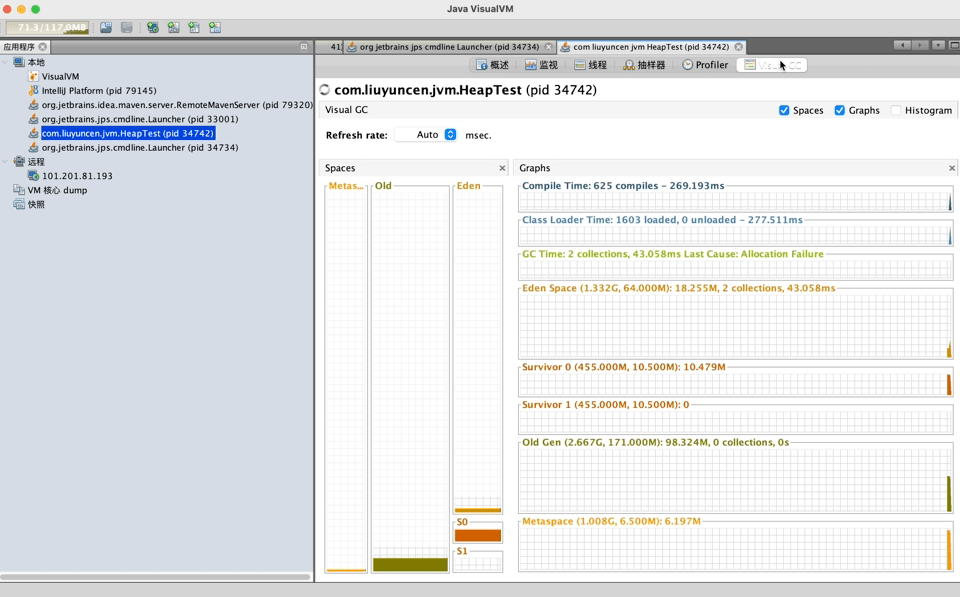 Java VisualVM
71.3/117.0MB
应用程序
本地
VisualVM
IntelliJ Platform (pid 79145)
org.jetbrains.idea.maven.server.RemoteMavenServer (pid 79320)
org.jetbrains.jps.cmdline.Launcher (pid 33001)
com.liuyuncen.jvm.HeapTest (pid 34742)
org.jetbrains.jps.cmdline.Launcher (pid 34734)
远程
101.201.81.193
VM 核心 dump
快照
org jetbrains jps cmdline Launcher (pid 34734)
com liuyuncen jvm HeapTest (pid 34742)
概述 监视 线程 抽样器 Profiler
com.liuyuncen.jvm.HeapTest (pid 34742)
Visual GC
Spaces Graphs Histogram
Refresh rate: Auto msec.
Spaces
Metas... Old Eden
S0
S1
Graphs
Compile Time: 625 compiles - 269.193ms
Class Loader Time: 1603 loaded, 0 unloaded - 277.511ms
GC Time: 2 collections, 43.058ms Last Cause: Allocation Failure
Eden Space (1.332G, 64.000M): 18.255M, 2 collections, 43.058ms
Survivor 0 (455.000M, 10.500M): 10.479M
Survivor 1 (455.000M, 10.500M): 0
Old Gen (2.667G, 171.000M): 98.324M, 0 collections, 0s
Metaspace (1.008G, 6.500M): 6.197M